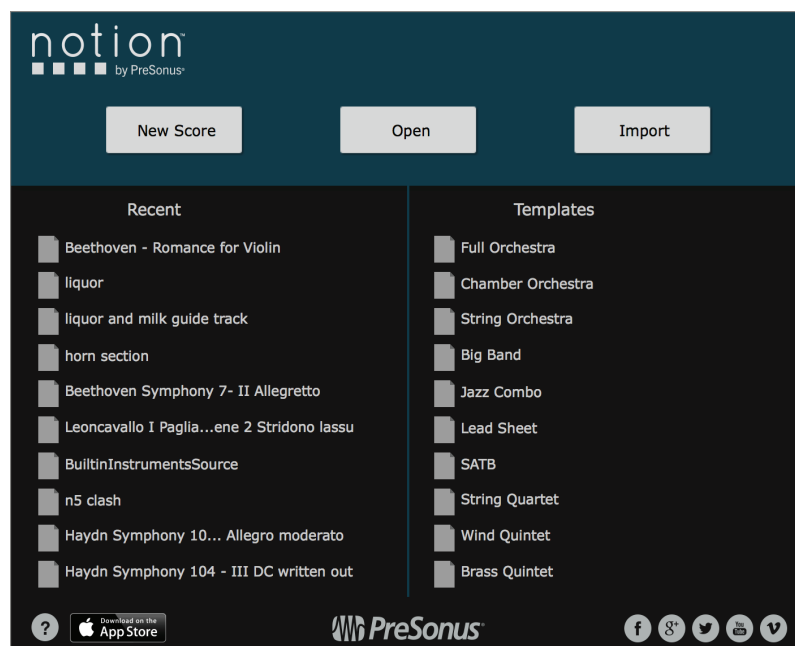 notion™
by PreSonus®
New Score
Open
Import
Recent
Beethoven - Romance for Violin
liquor
liquor and milk guide track
horn section
Beethoven Symphony 7- II Allegretto
Leoncavallo I Paglia...ene 2 Stridono lassu
BuiltinInstrumentsSource
n5 clash
Haydn Symphony 10... Allegro moderato
Haydn Symphony 104 - III DC written out
Templates
Full Orchestra
Chamber Orchestra
String Orchestra
Big Band
Jazz Combo
Lead Sheet
SATB
String Quartet
Wind Quintet
Brass Quintet
?
Download on the
App Store
PreSonus®
f
g+
You
Tube
v